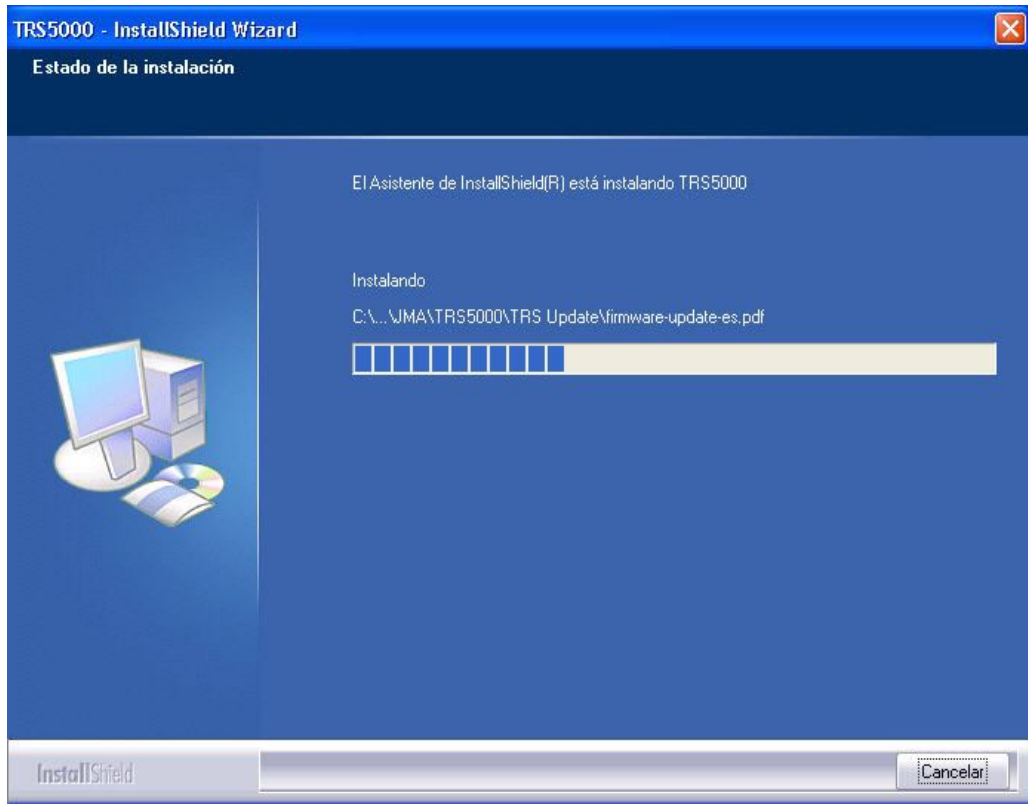 TRS5000 - InstallShield Wizard
Estado de la instalación
El Asistente de InstallShield(R) está instalando TRS5000
Instalando
C:\...\JMA\TRS5000\TRS Update\firmware-update-es.pdf
InstallShield
Cancelar